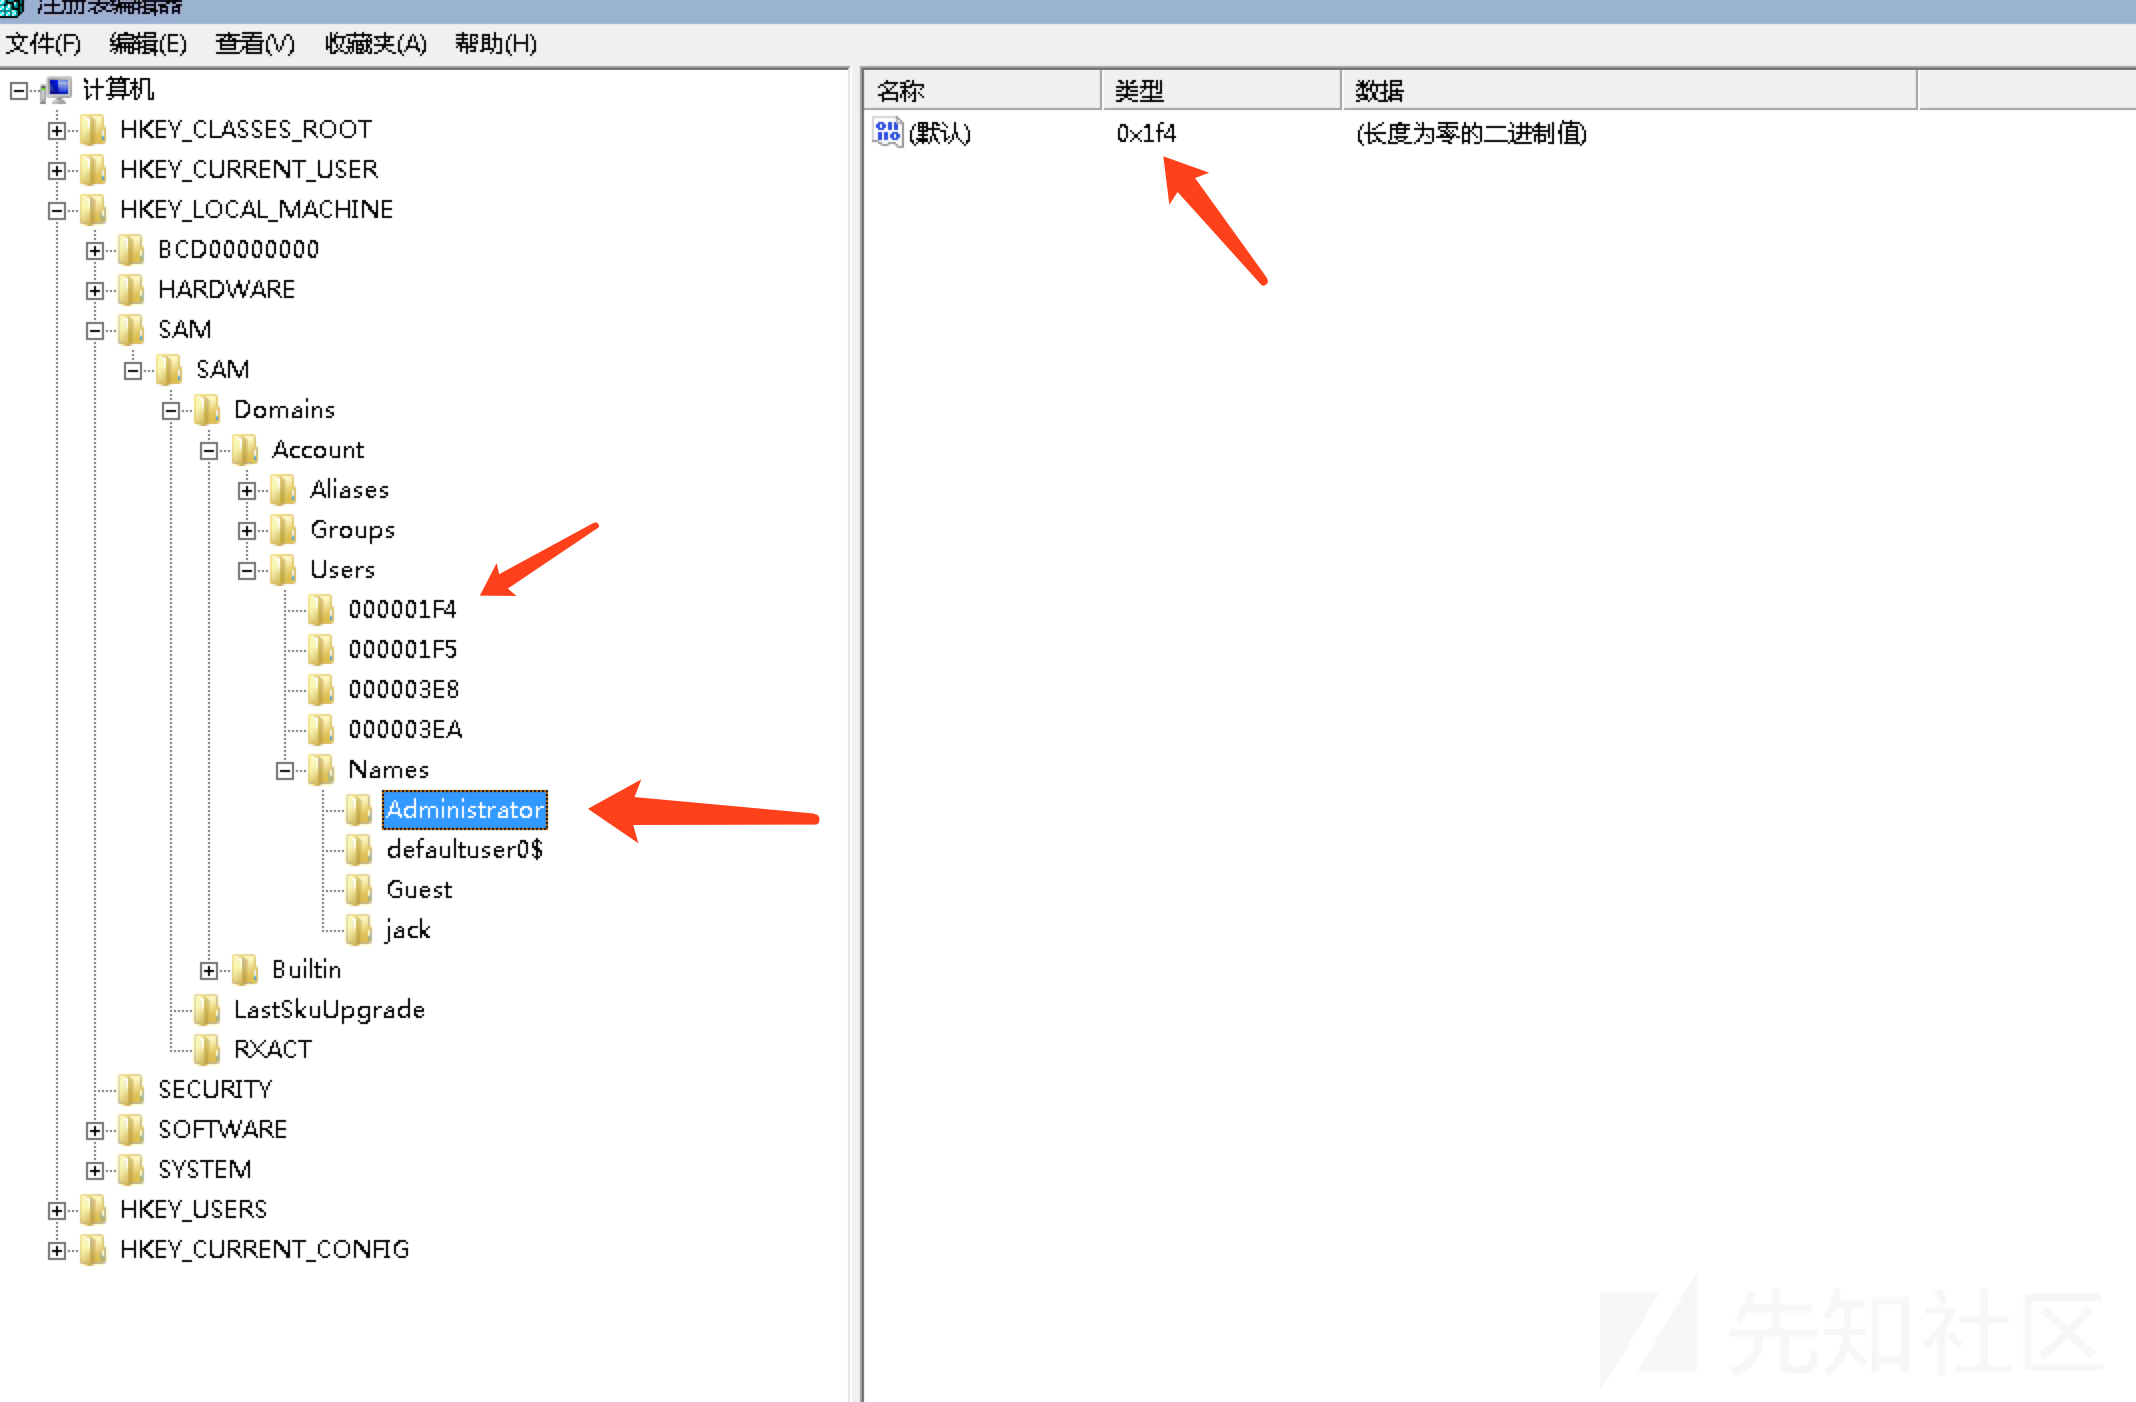 注册表编辑器
文件(F) 编辑(E) 查看(V) 收藏夹(A) 帮助(H)
计算机
HKEY_CLASSES_ROOT
HKEY_CURRENT_USER
HKEY_LOCAL_MACHINE
BCD00000000
HARDWARE
SAM
SAM
Domains
Account
Aliases
Groups
Users
000001F4
000001F5
000003E8
000003EA
Names
Administrator
defaultuser0$
Guest
jack
Builtin
LastSkuUpgrade
RXACT
SECURITY
SOFTWARE
SYSTEM
HKEY_USERS
HKEY_CURRENT_CONFIG
名称 类型 数据
(默认) 0x1f4 (长度为零的二进制值)
先知社区